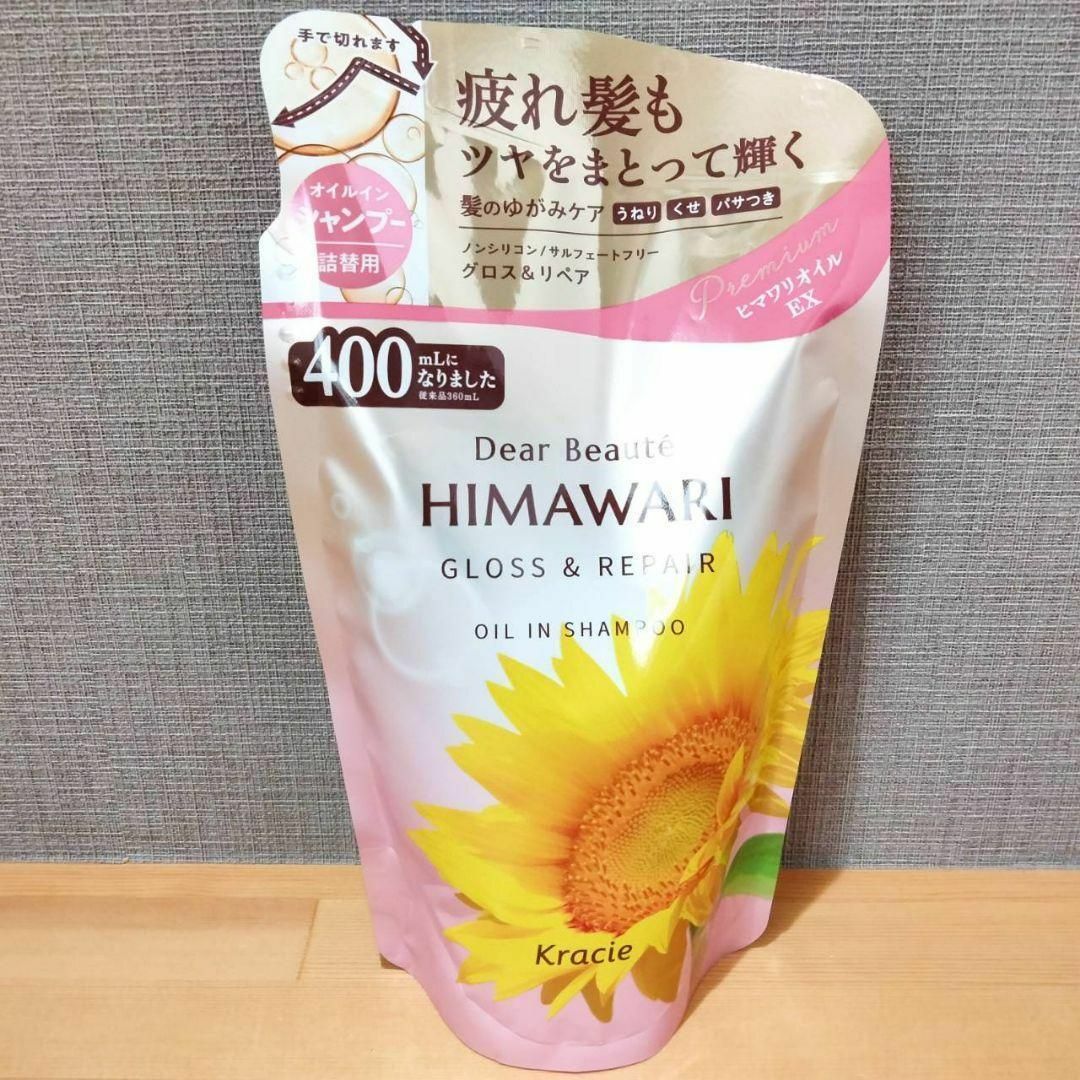 手で切れます
疲れ髪も
ツヤをまとって輝く
髪のゆがみケア うねり くせ パサつき
ノンシリコン/サルフェートフリー
グロス&リペア
オイルイン
シャンプー
詰替用
Premium
ヒマワリオイル
EX
400mLに
なりました
従来品360mL
Dear Beauté
HIMAWARI
GLOSS & REPAIR
OIL IN SHAMPOO
Kracie